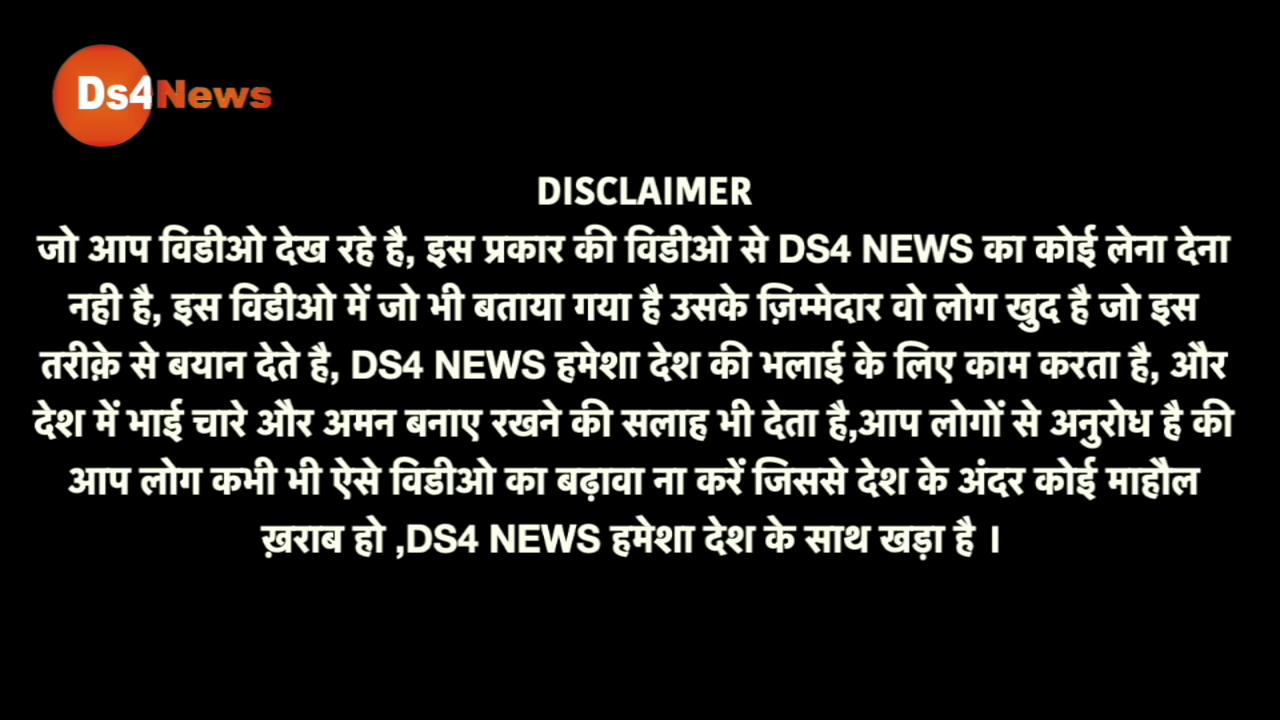 Ds4News
DISCLAIMER
जो आप विडीओ देख रहे है, इस प्रकार की विडीओ से DS4 NEWS का कोई लेना देना
नही है, इस विडीओ में जो भी बताया गया है उसके ज़िम्मेदार वो लोग खुद है जो इस
तरीक़े से बयान देते है, DS4 NEWS हमेशा देश की भलाई के लिए काम करता है, और
देश में भाई चारे और अमन बनाए रखने की सलाह भी देता है,आप लोगों से अनुरोध है की
आप लोग कभी भी ऐसे विडीओ का बढ़ावा ना करें जिससे देश के अंदर कोई माहौल
ख़राब हो ,DS4 NEWS हमेशा देश के साथ खड़ा है ।